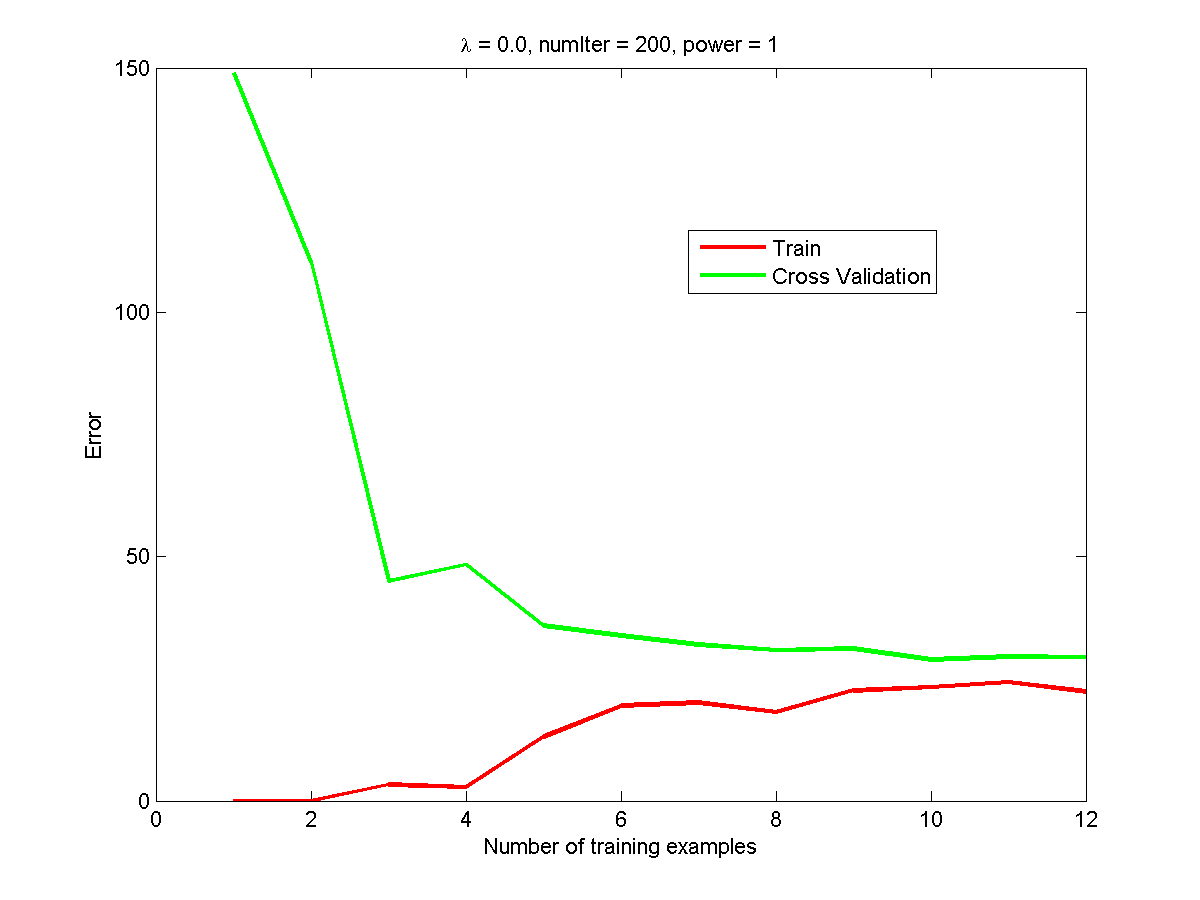 λ = 0.0, numIter = 200, power = 1
150
100
50
0
Error
Train
Cross Validation
0 2 4 6 8 10 12
Number of training examples